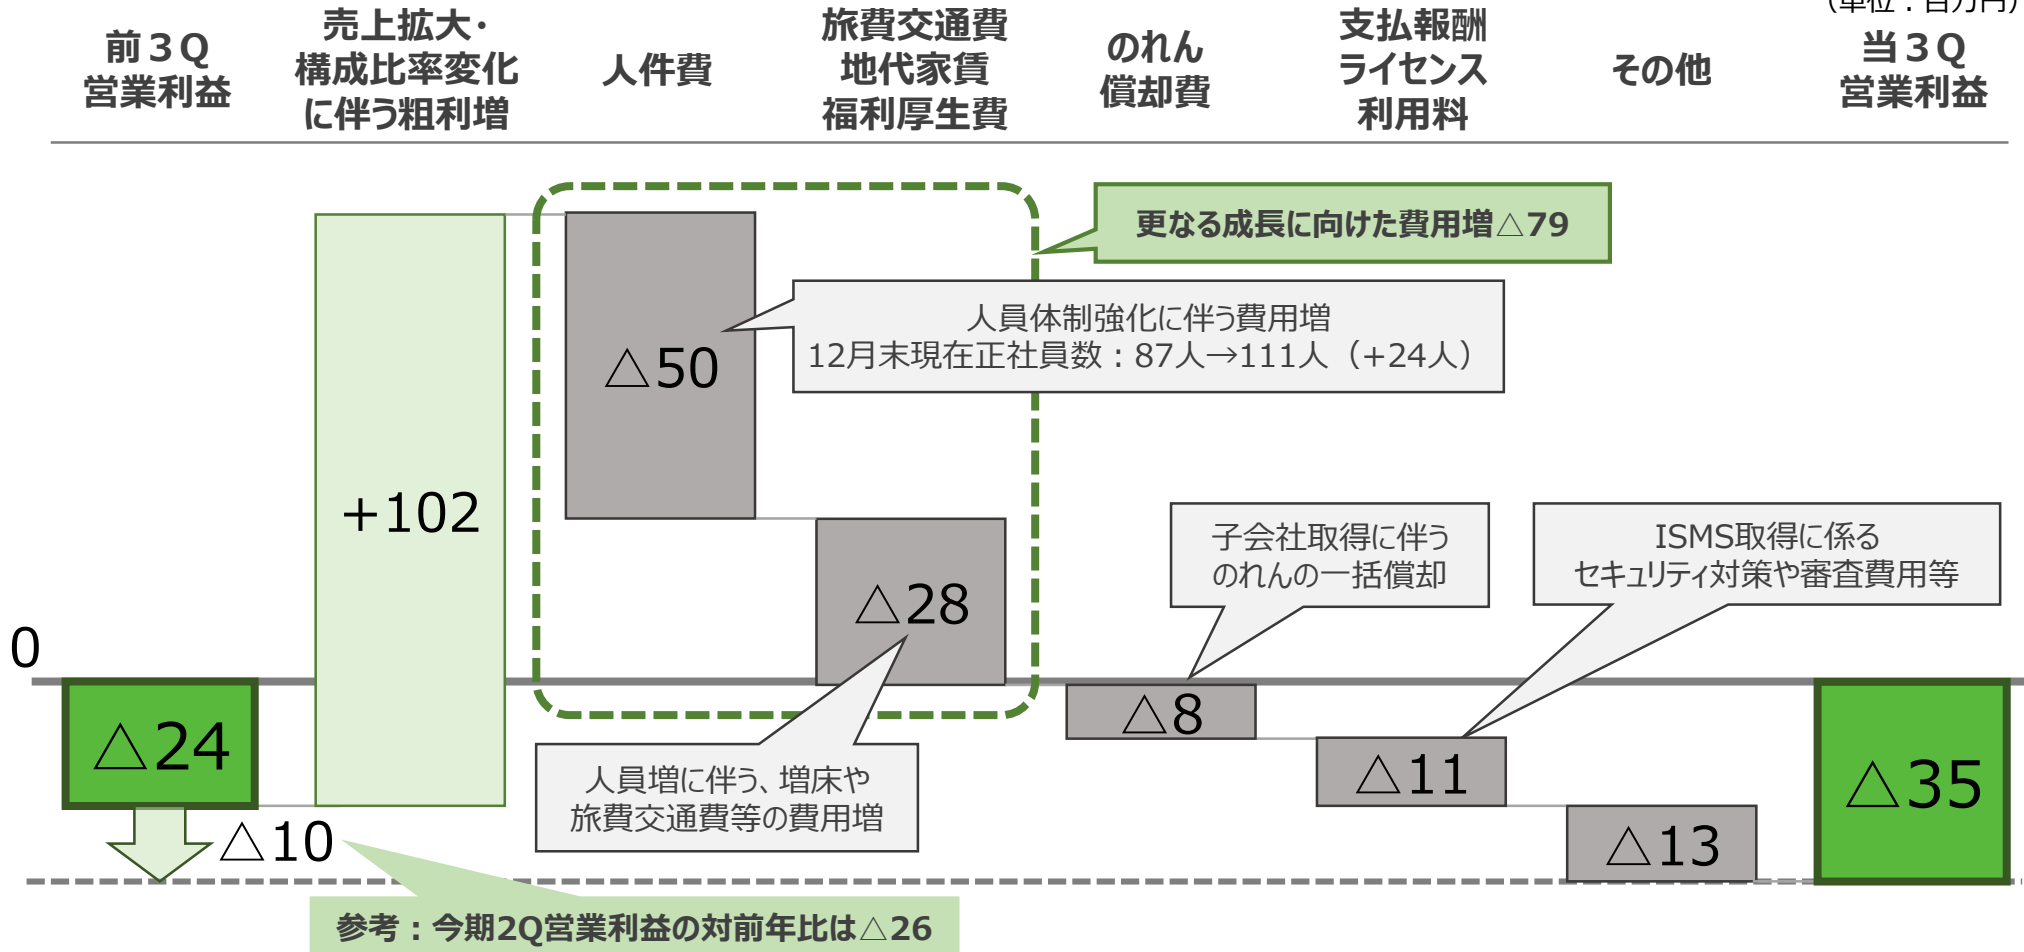 （単位：百万円）
前３Q
営業利益
売上拡大・
構成比率変化
に伴う粗利増
人件費
旅費交通費
地代家賃
福利厚生費
のれん
償却費
支払報酬
ライセンス
利用料
その他
当３Q
営業利益
更なる成長に向けた費用増△79
人員体制強化に伴う費用増
12月末現在正社員数：87人→111人（+24人）
△50
+102
子会社取得に伴う
のれんの一括償却
ISMS取得に係る
セキュリティ対策や審査費用等
△28
0
△24
△8
△11
△35
人員増に伴う、増床や
旅費交通費等の費用増
△10
△13
参考：今期2Q営業利益の対前年比は△26